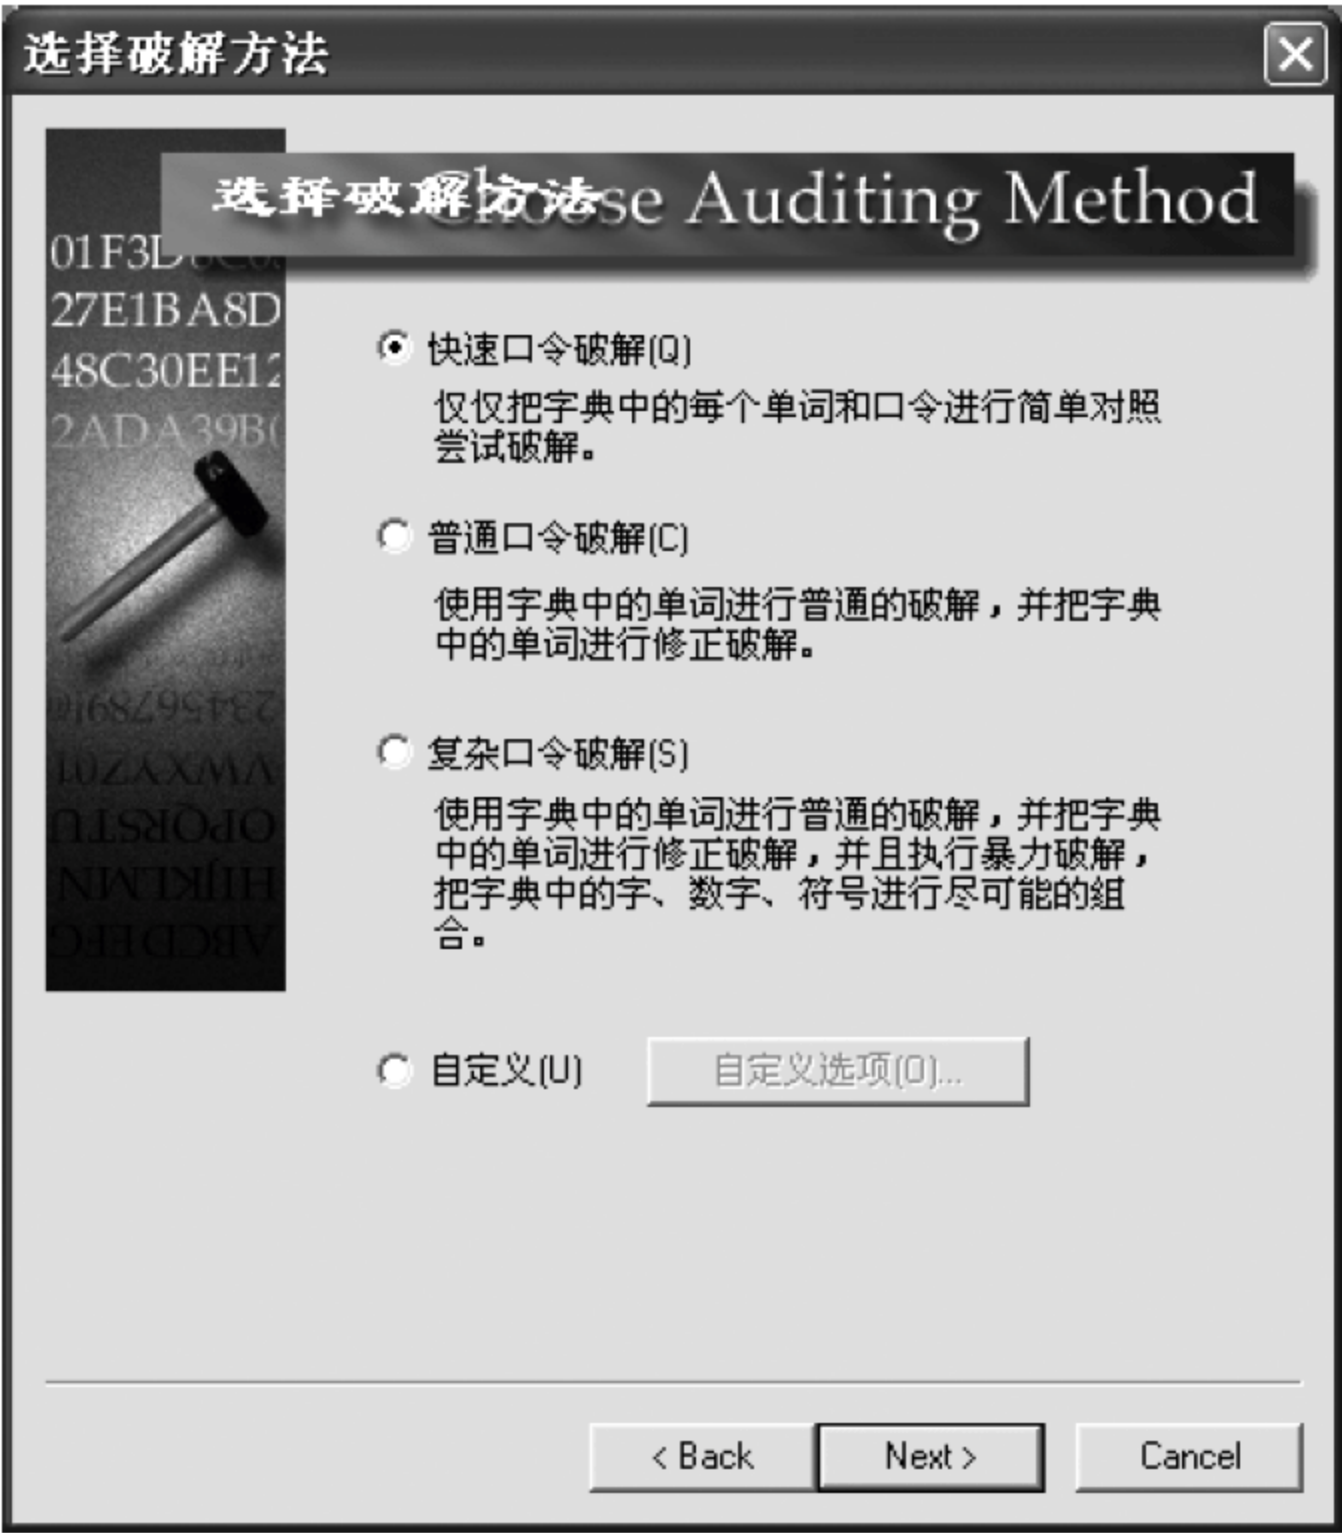 选择破解方法
选择破解方法
Choose Auditing Method
01F3D
27E1BA8D
48C30EE12
2ADA39B(
快速口令破解(Q)
仅仅把字典中的每个单词和口令进行简单对照
尝试破解。
普通口令破解(C)
使用字典中的单词进行普通的破解，并把字典
中的单词进行修正破解。
复杂口令破解(S)
使用字典中的单词进行普通的破解，并把字典
中的单词进行修正破解，并且执行暴力破解，
把字典中的字、数字、符号进行尽可能的组
合。
23456789!@
VWXYZ01
OPQRSTU
HIJKLMN
ABCDEFG
自定义(U)
自定义选项(O)...
< Back
Next >
Cancel